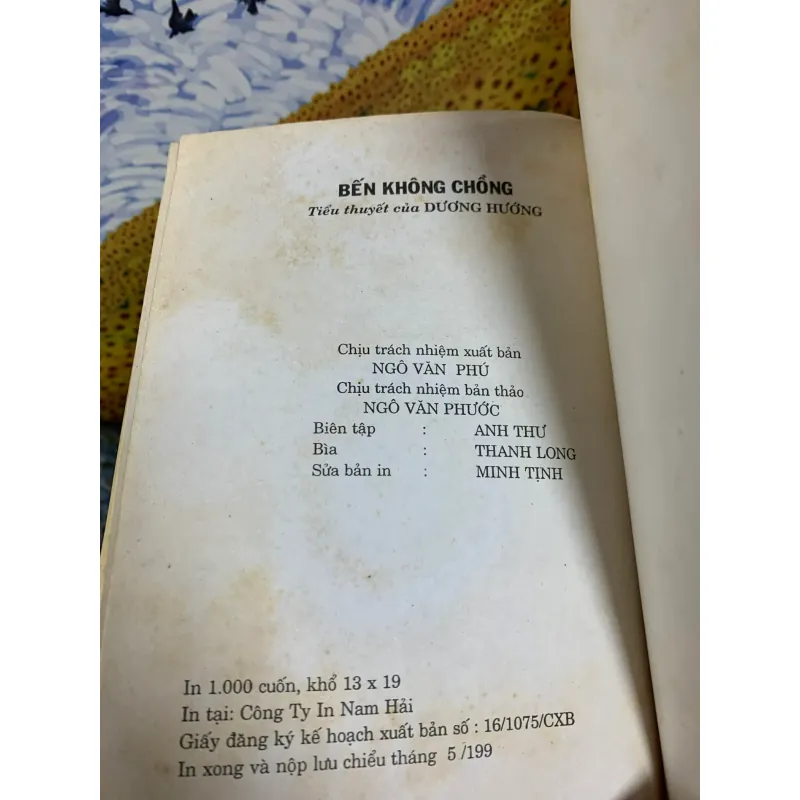 BẾN KHÔNG CHỒNG
Tiểu thuyết của DƯƠNG HƯỚNG
Chịu trách nhiệm xuất bản
NGÔ VĂN PHÚ
Chịu trách nhiệm bản thảo
NGÔ VĂN PHƯỚC
Biên tập : ANH THƯ
Bìa : THANH LONG
Sửa bản in : MINH TỊNH
In 1.000 cuốn, khổ 13 x 19
In tại: Công Ty In Nam Hải
Giấy đăng ký kế hoạch xuất bản số : 16/1075/CXB
In xong và nộp lưu chiểu tháng 5/199